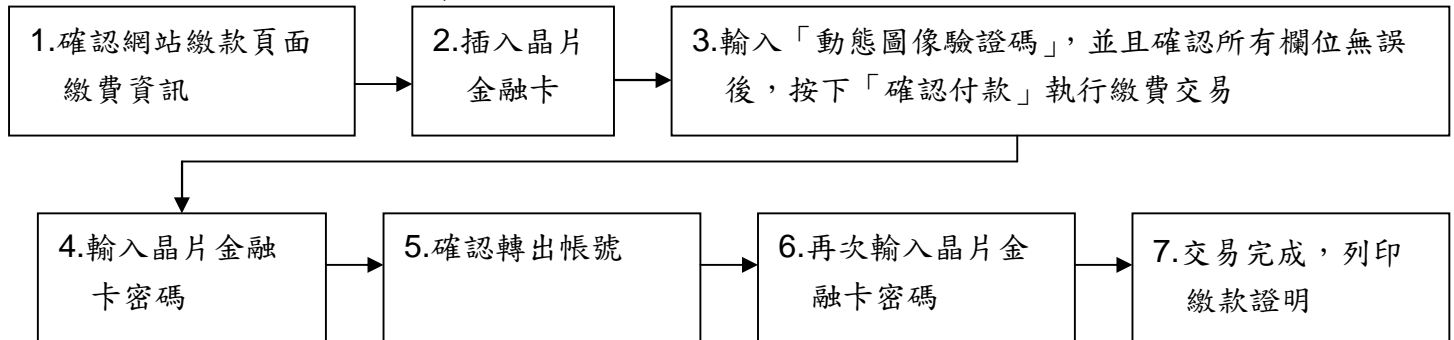 1.確認網站繳款頁面
繳費資訊
2.插入晶片
金融卡
3.輸入「動態圖像驗證碼」，並且確認所有欄位無誤
後，按下「確認付款」執行繳費交易
4.輸入晶片金融
卡密碼
5.確認轉出帳號
6.再次輸入晶片金
融卡密碼
7.交易完成，列印
繳款證明